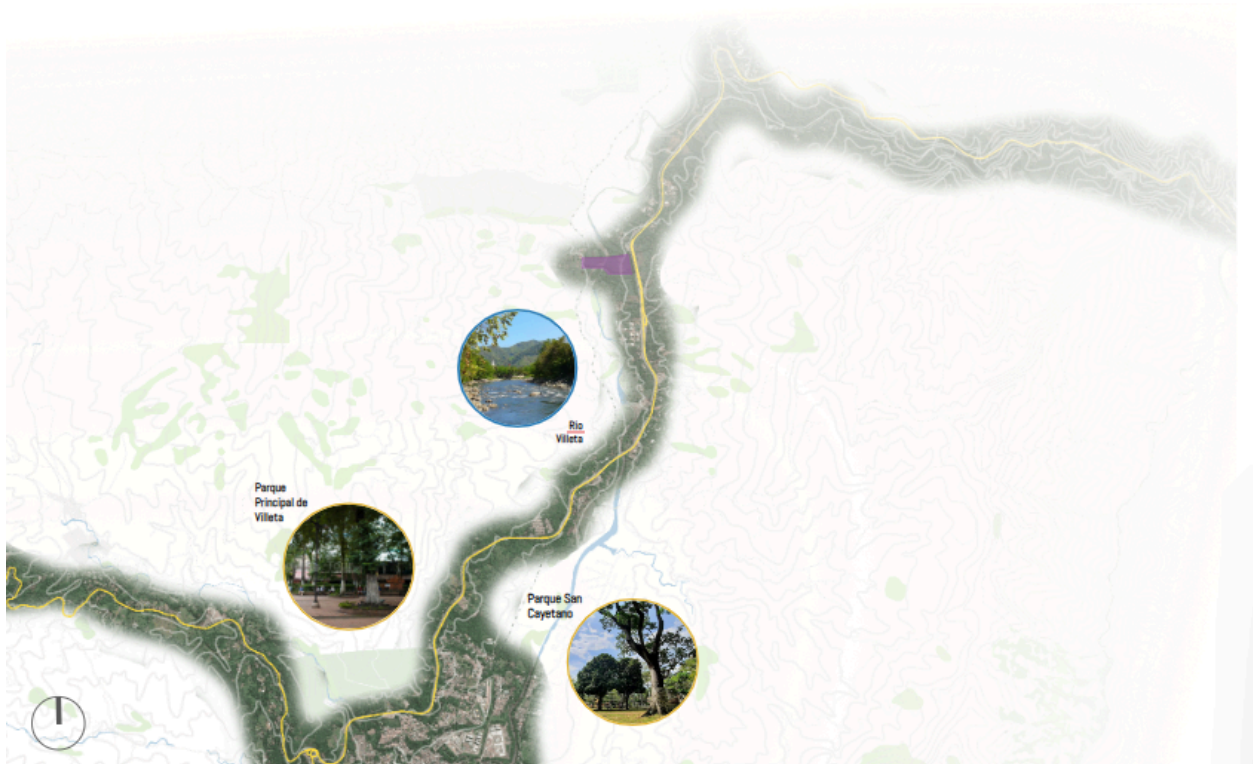 Rio
Villeta
Parque
Principal de
Villeta
Parque San
Cayetano